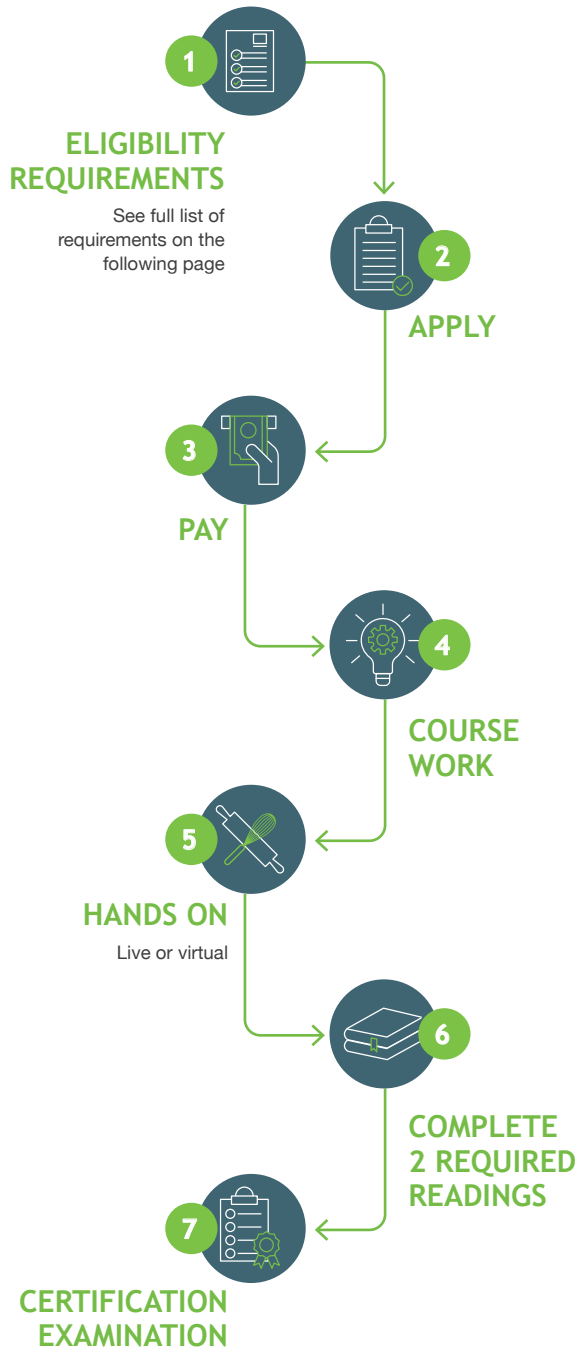 1
ELIGIBILITY
REQUIREMENTS
See full list of
requirements on the
following page
2
APPLY
3
PAY
4
COURSE
WORK
5
HANDS ON
Live or virtual
6
COMPLETE
2 REQUIRED
READINGS
7
CERTIFICATION
EXAMINATION